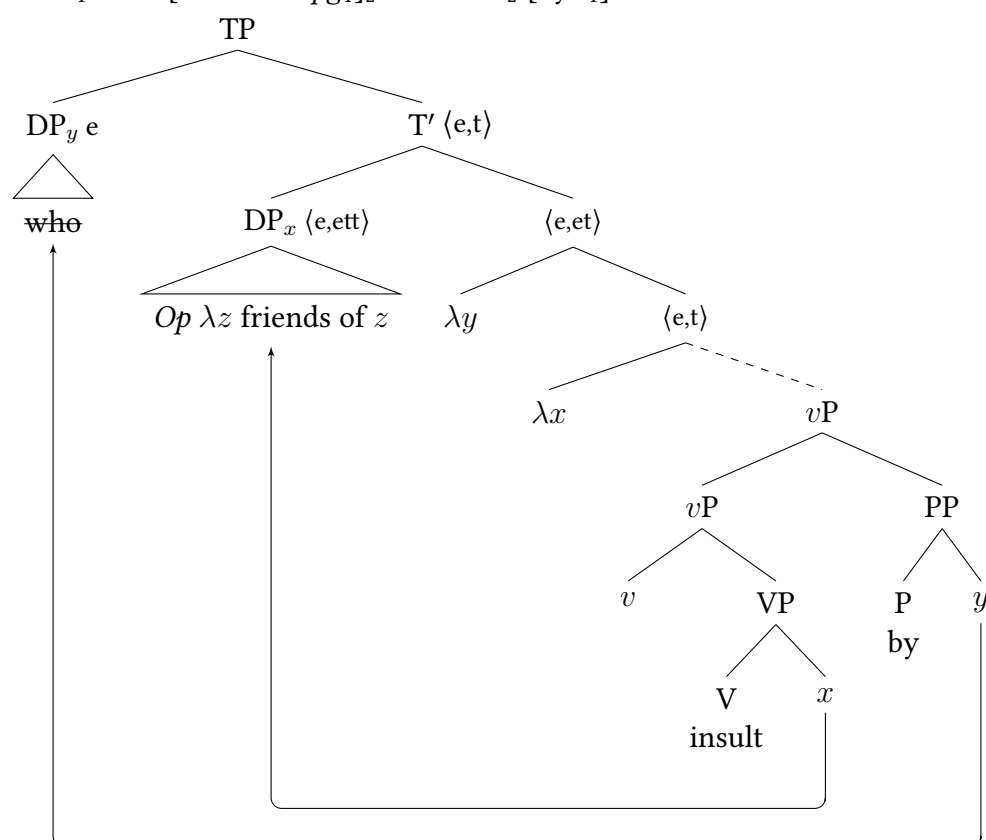 TP
DP_y e
T′ ⟨e,t⟩
who
DP_x ⟨e,ett⟩
⟨e,et⟩
Op λz friends of z
λy
⟨e,t⟩
λx
vP
vP
PP
v
VP
P
y
by
V
x
insult